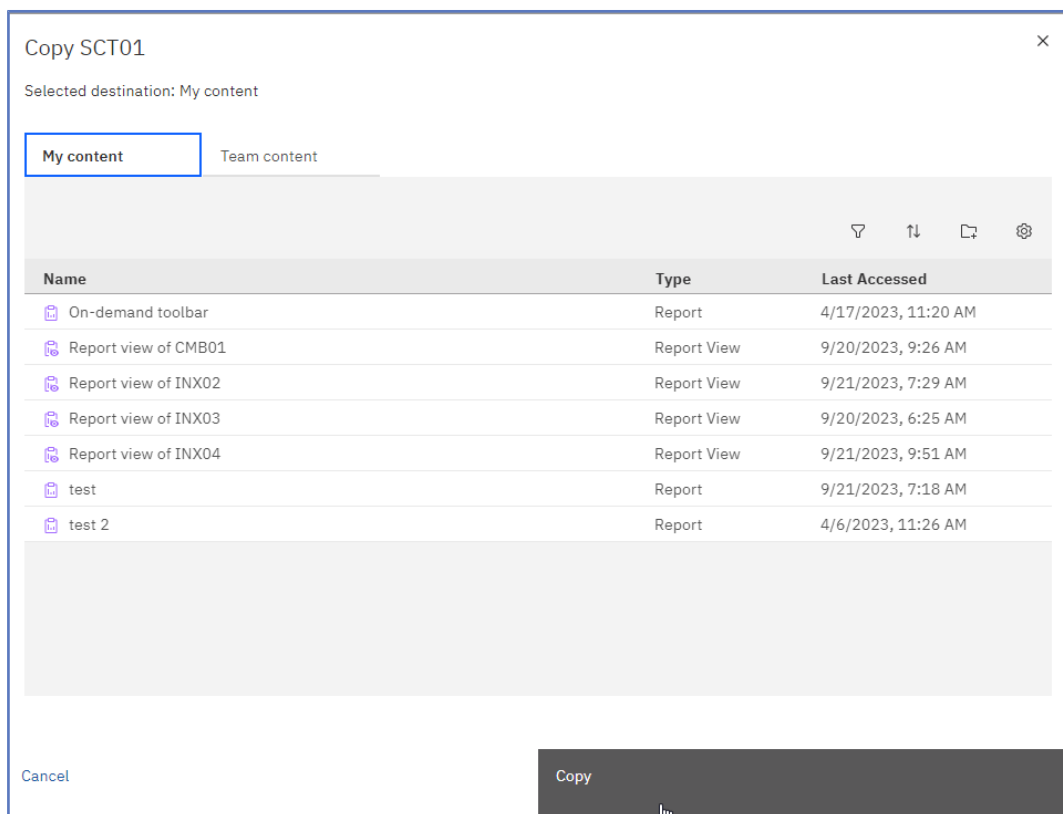 Copy SCT01
Selected destination: My content
My content Team content
Name Type Last Accessed
On-demand toolbar Report 4/17/2023, 11:20 AM
Report view of CMB01 Report View 9/20/2023, 9:26 AM
Report view of INX02 Report View 9/21/2023, 7:29 AM
Report view of INX03 Report View 9/20/2023, 6:25 AM
Report view of INX04 Report View 9/21/2023, 9:51 AM
test Report 9/21/2023, 7:18 AM
test 2 Report 4/6/2023, 11:26 AM
Cancel Copy